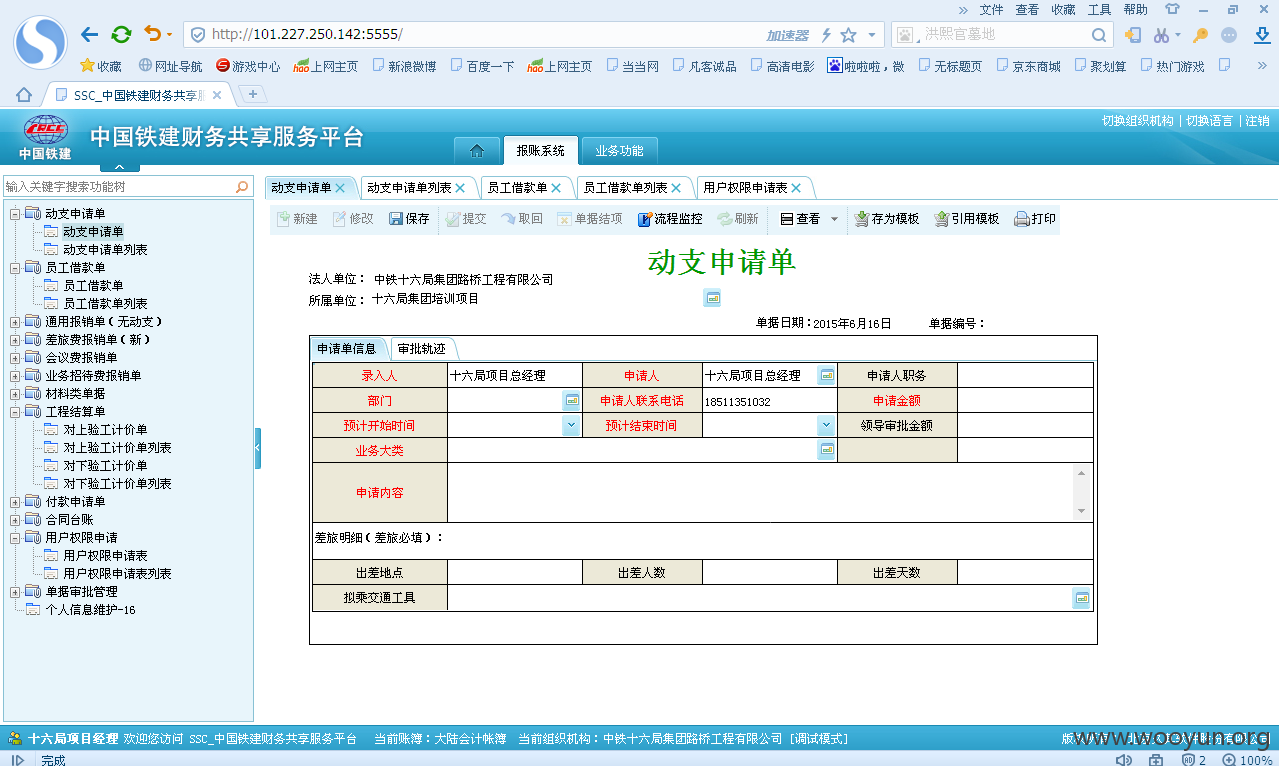 » 文件 查看 收藏 工具 帮助
http://101.227.250.142:5555/ 加速器 洪熙官墓地
收藏 网址导航 游戏中心 hao上网主页 新浪微博 百度一下 hao上网主页 当当网 凡客诚品 高清电影 啦啦啦，微 无标题页 京东商城 聚划算 热门游戏 »
SSC_中国铁建财务共享 × +
切换组织机构 | 切换语言 | 注销
CRCC 中国铁建 中国铁建财务共享服务平台
报账系统 业务功能
输入关键字搜索功能树
动支申请单
动支申请单
动支申请单列表
员工借款单
员工借款单
员工借款单列表
通用报销单(无动支)
差旅费报销单(新)
会议费报销单
业务招待费报销单
材料类单据
工程结算单
对上验工计价单
对上验工计价单列表
对下验工计价单
对下验工计价单列表
付款申请单
合同台账
用户权限申请
用户权限申请表
用户权限申请表列表
单据审批管理
个人信息维护-16
动支申请单 × 动支申请单列表 × 员工借款单 × 员工借款单列表 × 用户权限申请表 ×
新建 修改 保存 提交 取回 单据结项 流程监控 刷新 查看 存为模板 引用模板 打印
动支申请单
法人单位： 中铁十六局集团路桥工程有限公司
所属单位： 十六局集团培训项目
单据日期：2015年6月16日 单据编号：
申请单信息 审批轨迹
录入人 十六局项目总经理 申请人 十六局项目总经理 申请人职务
部门 申请人联系电话 18511351032 申请金额
预计开始时间 预计结束时间 领导审批金额
业务大类
申请内容
差旅明细(差旅必填)：
出差地点 出差人数 出差天数
拟乘交通工具
十六局项目经理 欢迎您访问 SSC_中国铁建财务共享服务平台 当前账簿：大陆会计帐簿 当前组织机构：中铁十六局集团路桥工程有限公司 [调试模式]
www.wooyun.org
完成 2 100%